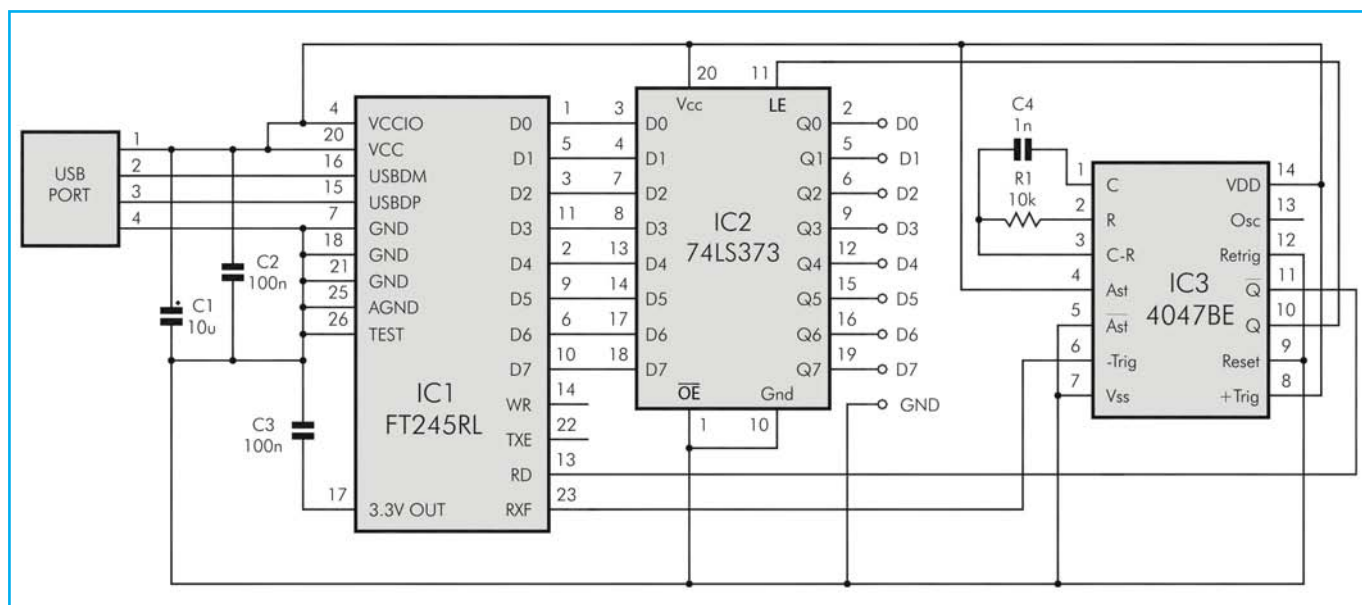 USB
PORT
1
2
3
4
C1
10u
+
C2
100n
C3
100n
4
20
16
15
7
18
21
25
26
17
VCCIO
VCC
USBDM
USBDP
GND
GND
GND
AGND
TEST
3.3V OUT
IC1
FT245RL
D0
D1
D2
D3
D4
D5
D6
D7
WR
TXE
RD
RXF
1
5
3
11
2
9
6
10
14
22
13
23
3
4
7
8
13
14
17
18
20
11
Vcc
LE
D0
D1
D2
D3
D4
D5
D6
D7
IC2
74LS373
Q0
Q1
Q2
Q3
Q4
Q5
Q6
Q7
OE
Gnd
1
10
2
5
6
9
12
15
16
19
D0
D1
D2
D3
D4
D5
D6
D7
GND
C4
1n
R1
10k
1
2
3
4
5
6
7
C
R
C-R
Ast
Ast
-Trig
Vss
IC3
4047BE
VDD
Osc
Retrig
Q
Q
Reset
+Trig
14
13
12
11
10
9
8